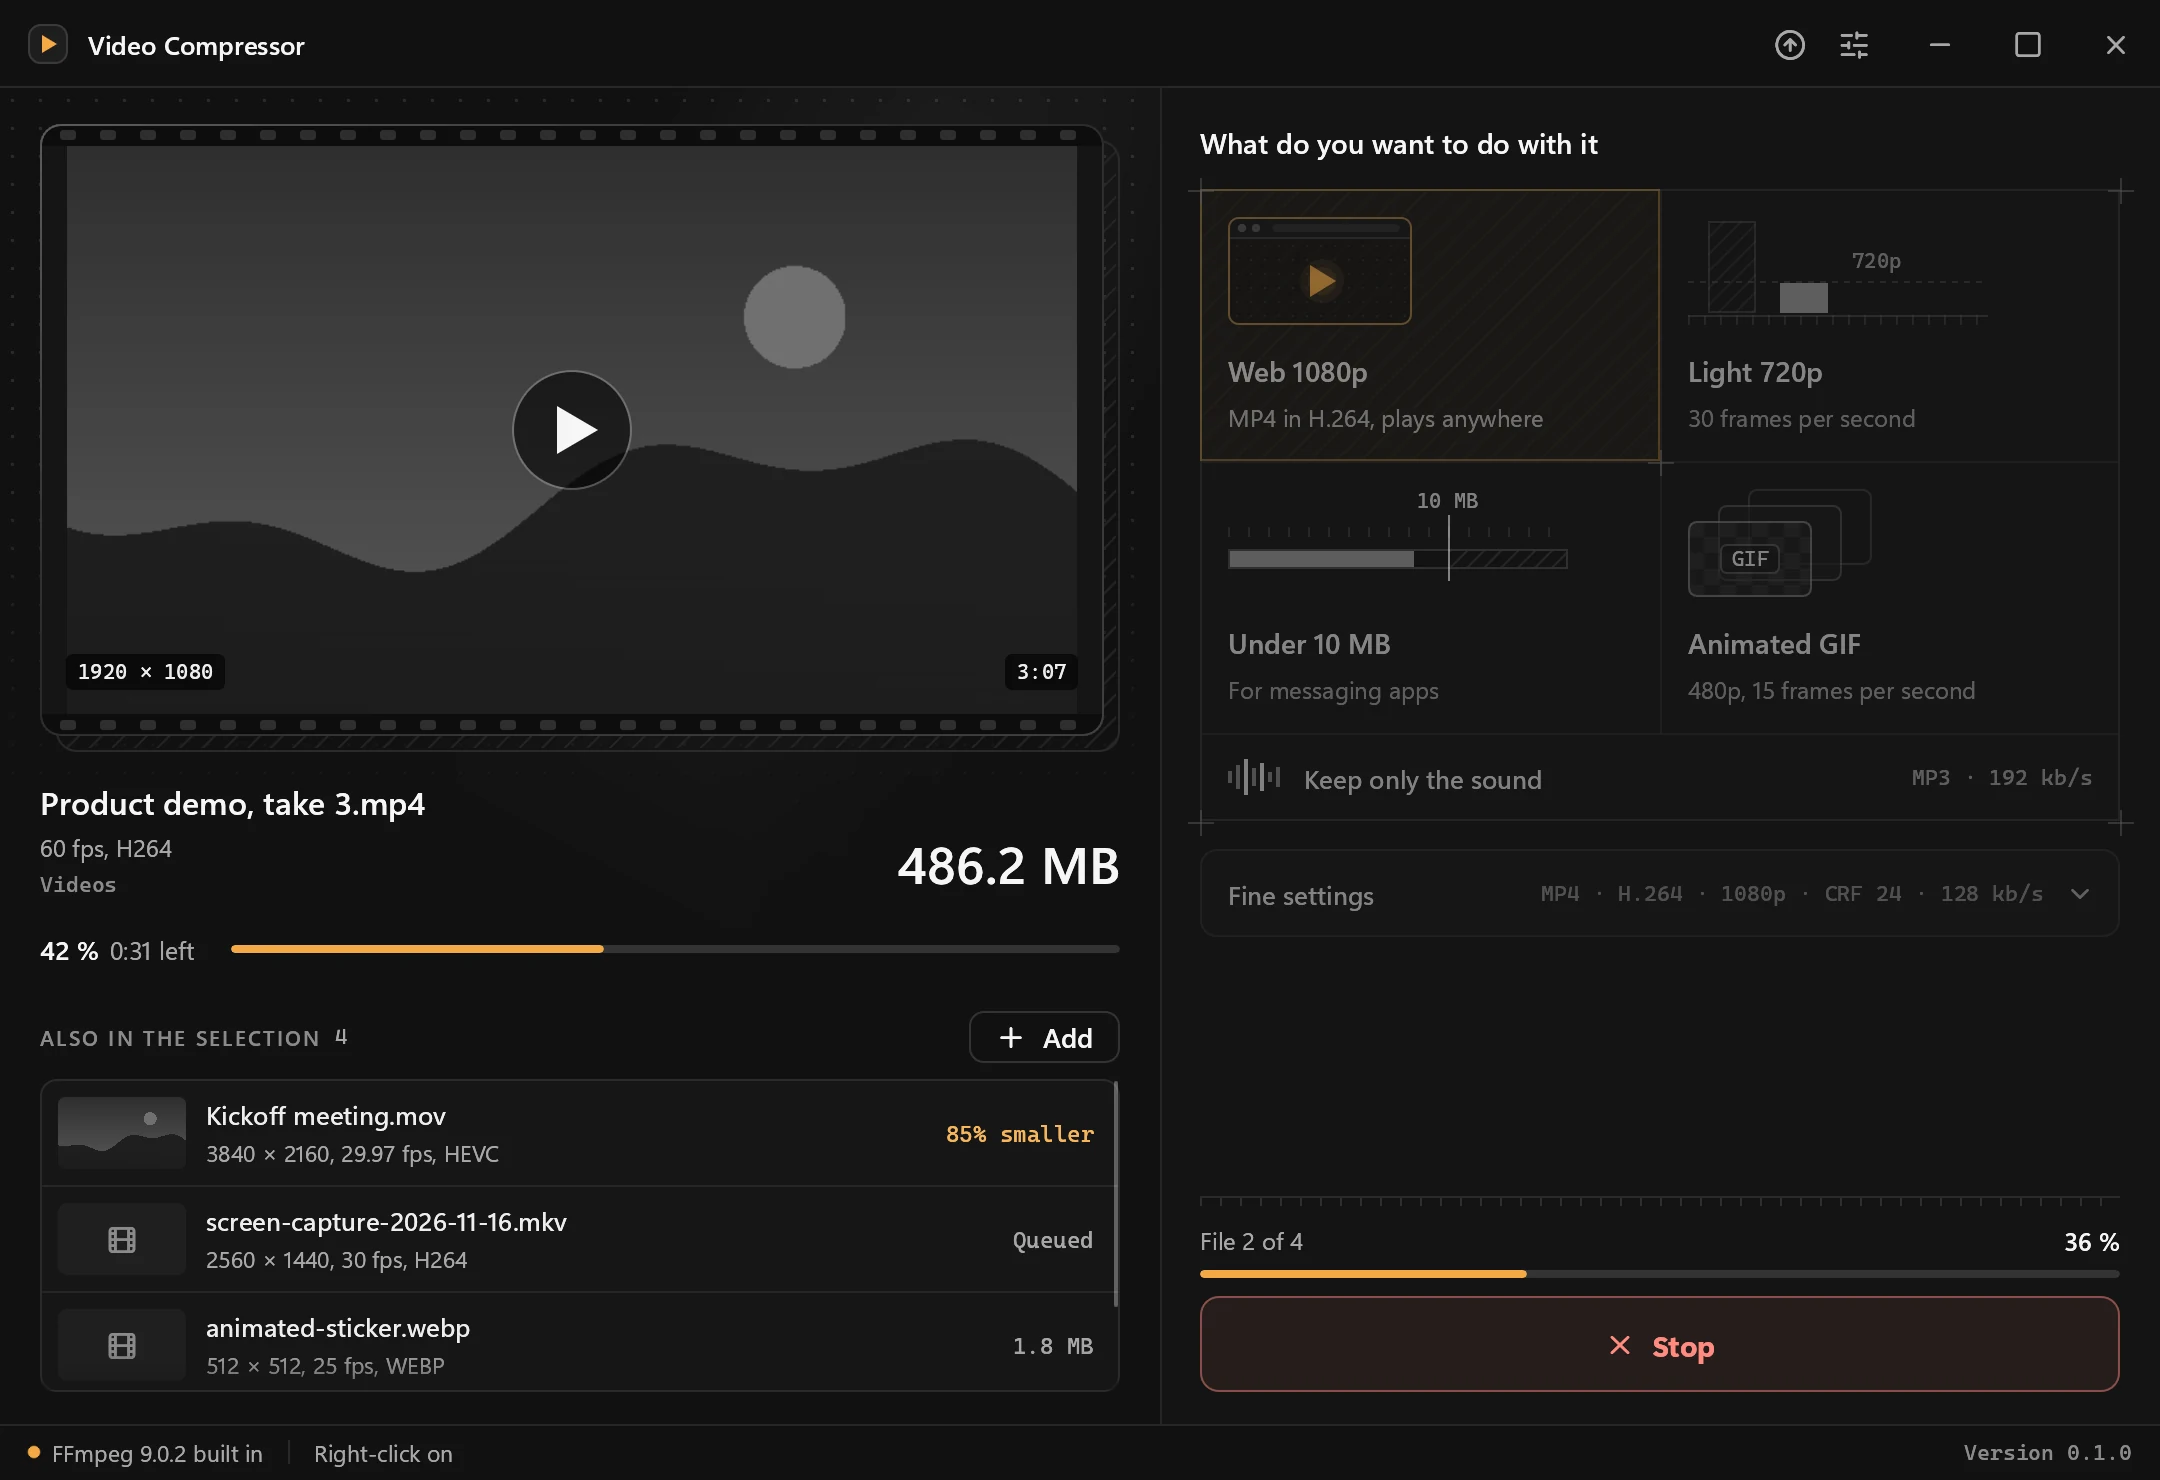 Video Compressor
1920 × 1080
3:07
Product demo, take 3.mp4
60 fps, H264
Videos
486.2 MB
42 % 0:31 left
ALSO IN THE SELECTION 4
Add
Kickoff meeting.mov
3840 × 2160, 29.97 fps, HEVC
85% smaller
screen-capture-2026-11-16.mkv
2560 × 1440, 30 fps, H264
Queued
animated-sticker.webp
512 × 512, 25 fps, WEBP
1.8 MB
What do you want to do with it
Web 1080p
MP4 in H.264, plays anywhere
720p
Light 720p
30 frames per second
10 MB
Under 10 MB
For messaging apps
GIF
Animated GIF
480p, 15 frames per second
Keep only the sound
MP3 · 192 kb/s
Fine settings
MP4 · H.264 · 1080p · CRF 24 · 128 kb/s
File 2 of 4
36 %
Stop
FFmpeg 9.0.2 built in
Right-click on
Version 0.1.0